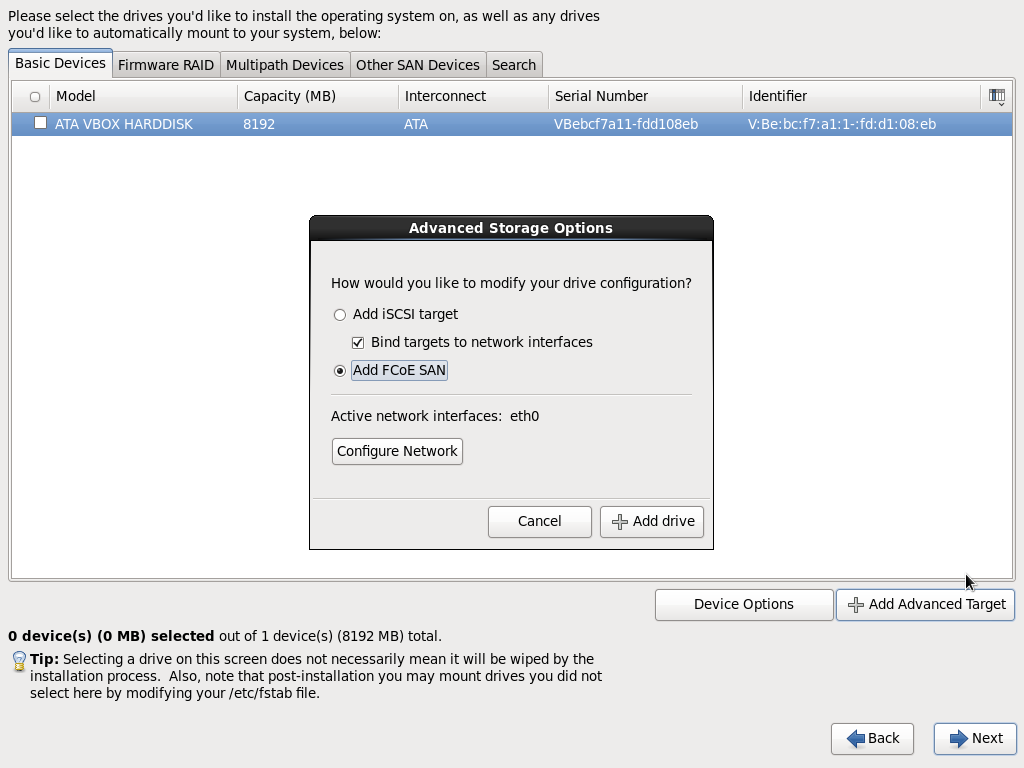 Please select the drives you'd like to install the operating system on, as well as any drives
you'd like to automatically mount to your system, below:
Basic Devices Firmware RAID Multipath Devices Other SAN Devices Search
Model Capacity (MB) Interconnect Serial Number Identifier
ATA VBOX HARDDISK 8192 ATA VBebcf7a11-fdd108eb V:Be:bc:f7:a1:1-:fd:d1:08:eb
Advanced Storage Options
How would you like to modify your drive configuration?
Add iSCSI target
Bind targets to network interfaces
Add FCoE SAN
Active network interfaces: eth0
Configure Network
Cancel Add drive
Device Options Add Advanced Target
0 device(s) (0 MB) selected out of 1 device(s) (8192 MB) total.
Tip: Selecting a drive on this screen does not necessarily mean it will be wiped by the
installation process. Also, note that post-installation you may mount drives you did not
select here by modifying your /etc/fstab file.
Back Next